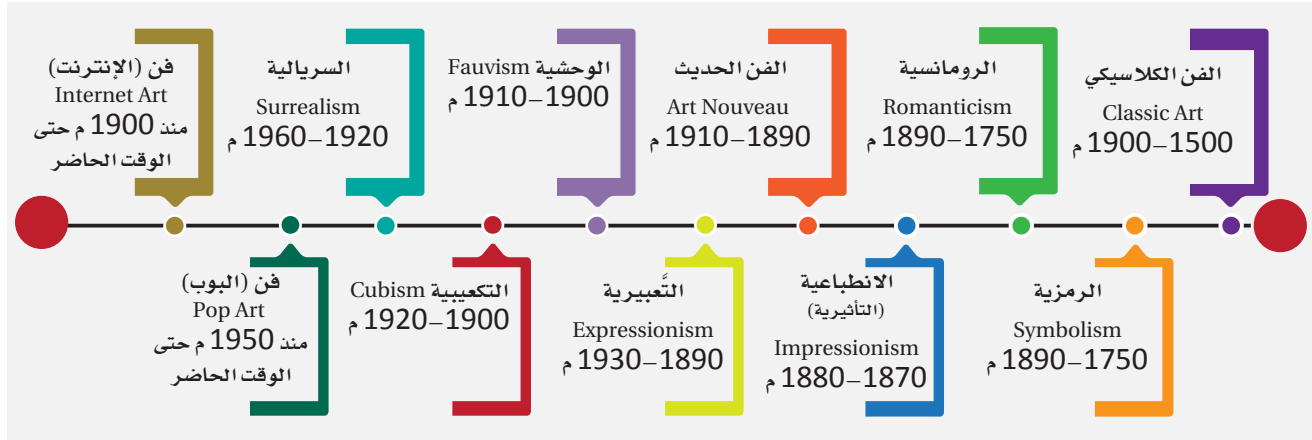 الفن الكلاسيكي
Classic Art
1500–1900 م
الرمزية
Symbolism
1750–1890 م
الرومانسية
Romanticism
1750–1890 م
الانطباعية
(التأثيرية)
Impressionism
1870–1880 م
الفن الحديث
Art Nouveau
1890–1910 م
التَّعبيرية
Expressionism
1890–1930 م
الوحشية Fauvism
1900–1910 م
التكعيبية Cubism
1900–1920 م
السريالية
Surrealism
1920–1960 م
فن (البوب)
Pop Art
منذ 1950 م حتى
الوقت الحاضر
فن (الإنترنت)
Internet Art
منذ 1900 م حتى
الوقت الحاضر